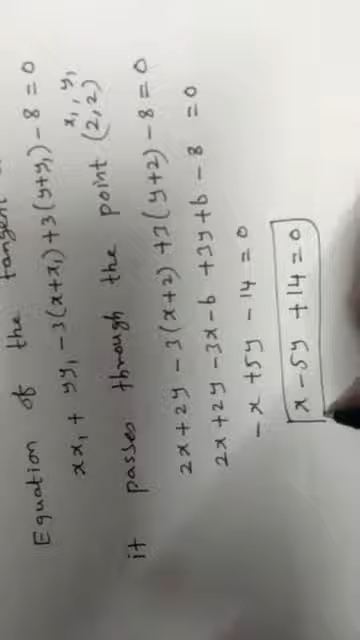 Equation of the tangent
xx₁ + yy₁ - 3(x+x₁) + 3(y+y₁) - 8 = 0
x₁, y₁
it passes through the point (2,2)
2x + 2y - 3(x+2) + 3(y+2) - 8 = 0
2x + 2y - 3x - 6 + 3y + 6 - 8 = 0
-x + 5y - 14 = 0
x - 5y + 14 = 0